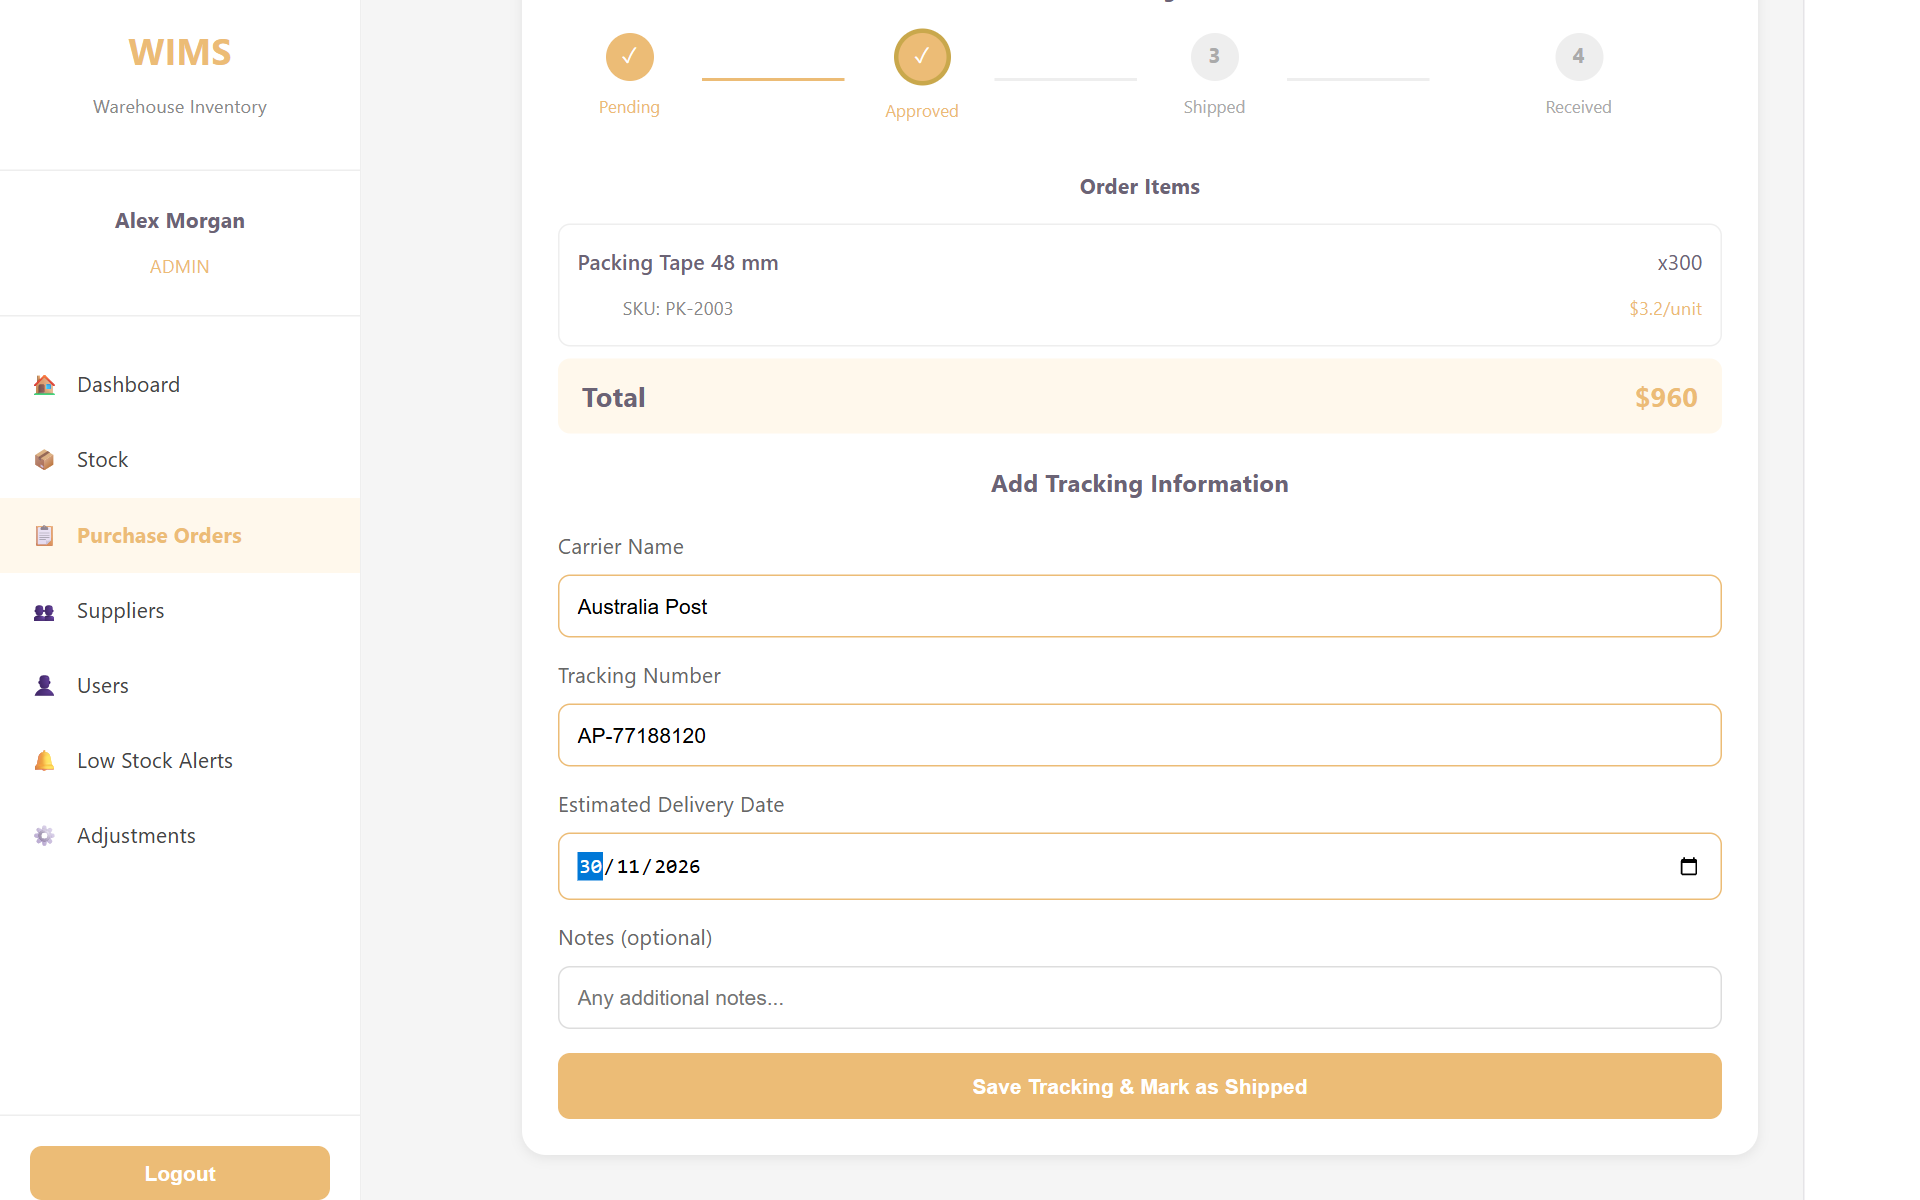 WIMS
Warehouse Inventory
Alex Morgan
ADMIN
Dashboard
Stock
Purchase Orders
Suppliers
Users
Low Stock Alerts
Adjustments
Logout
✓
Pending
✓
Approved
3
Shipped
4
Received
Order Items
Packing Tape 48 mm
x300
SKU: PK-2003
$3.2/unit
Total
$960
Add Tracking Information
Carrier Name
Australia Post
Tracking Number
AP-77188120
Estimated Delivery Date
30/11/2026
Notes (optional)
Any additional notes...
Save Tracking & Mark as Shipped